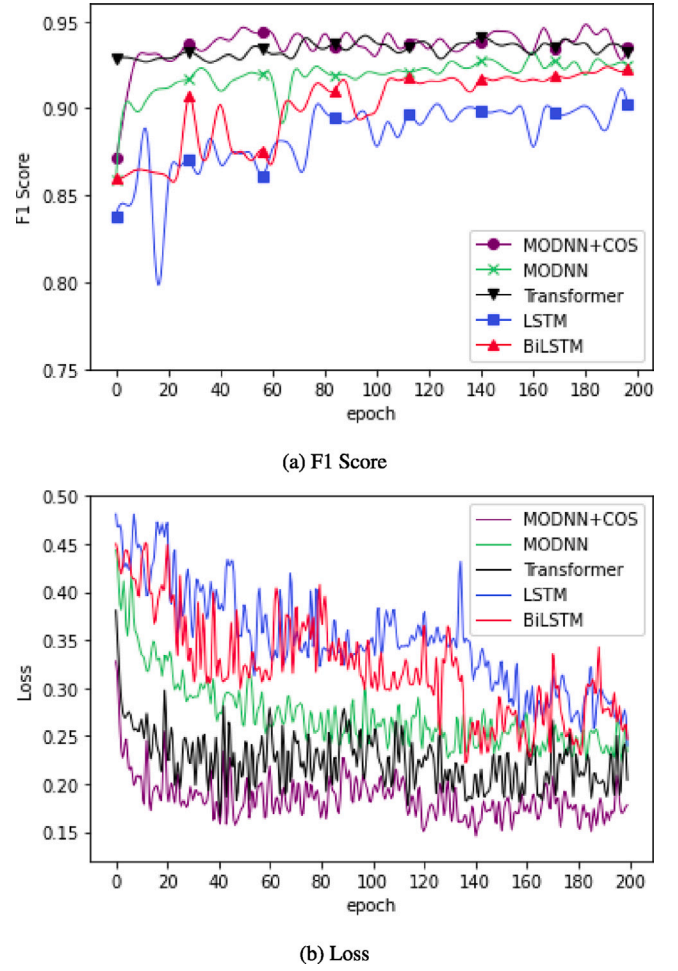 0.95
0.90
0.85
0.80
0.75
F1 Score
MODNN+COS
MODNN
Transformer
LSTM
BiLSTM
0 20 40 60 80 100 120 140 160 180 200
epoch
(a) F1 Score
0.50
0.45
0.40
0.35
0.30
0.25
0.20
0.15
Loss
MODNN+COS
MODNN
Transformer
LSTM
BiLSTM
0 20 40 60 80 100 120 140 160 180 200
epoch
(b) Loss